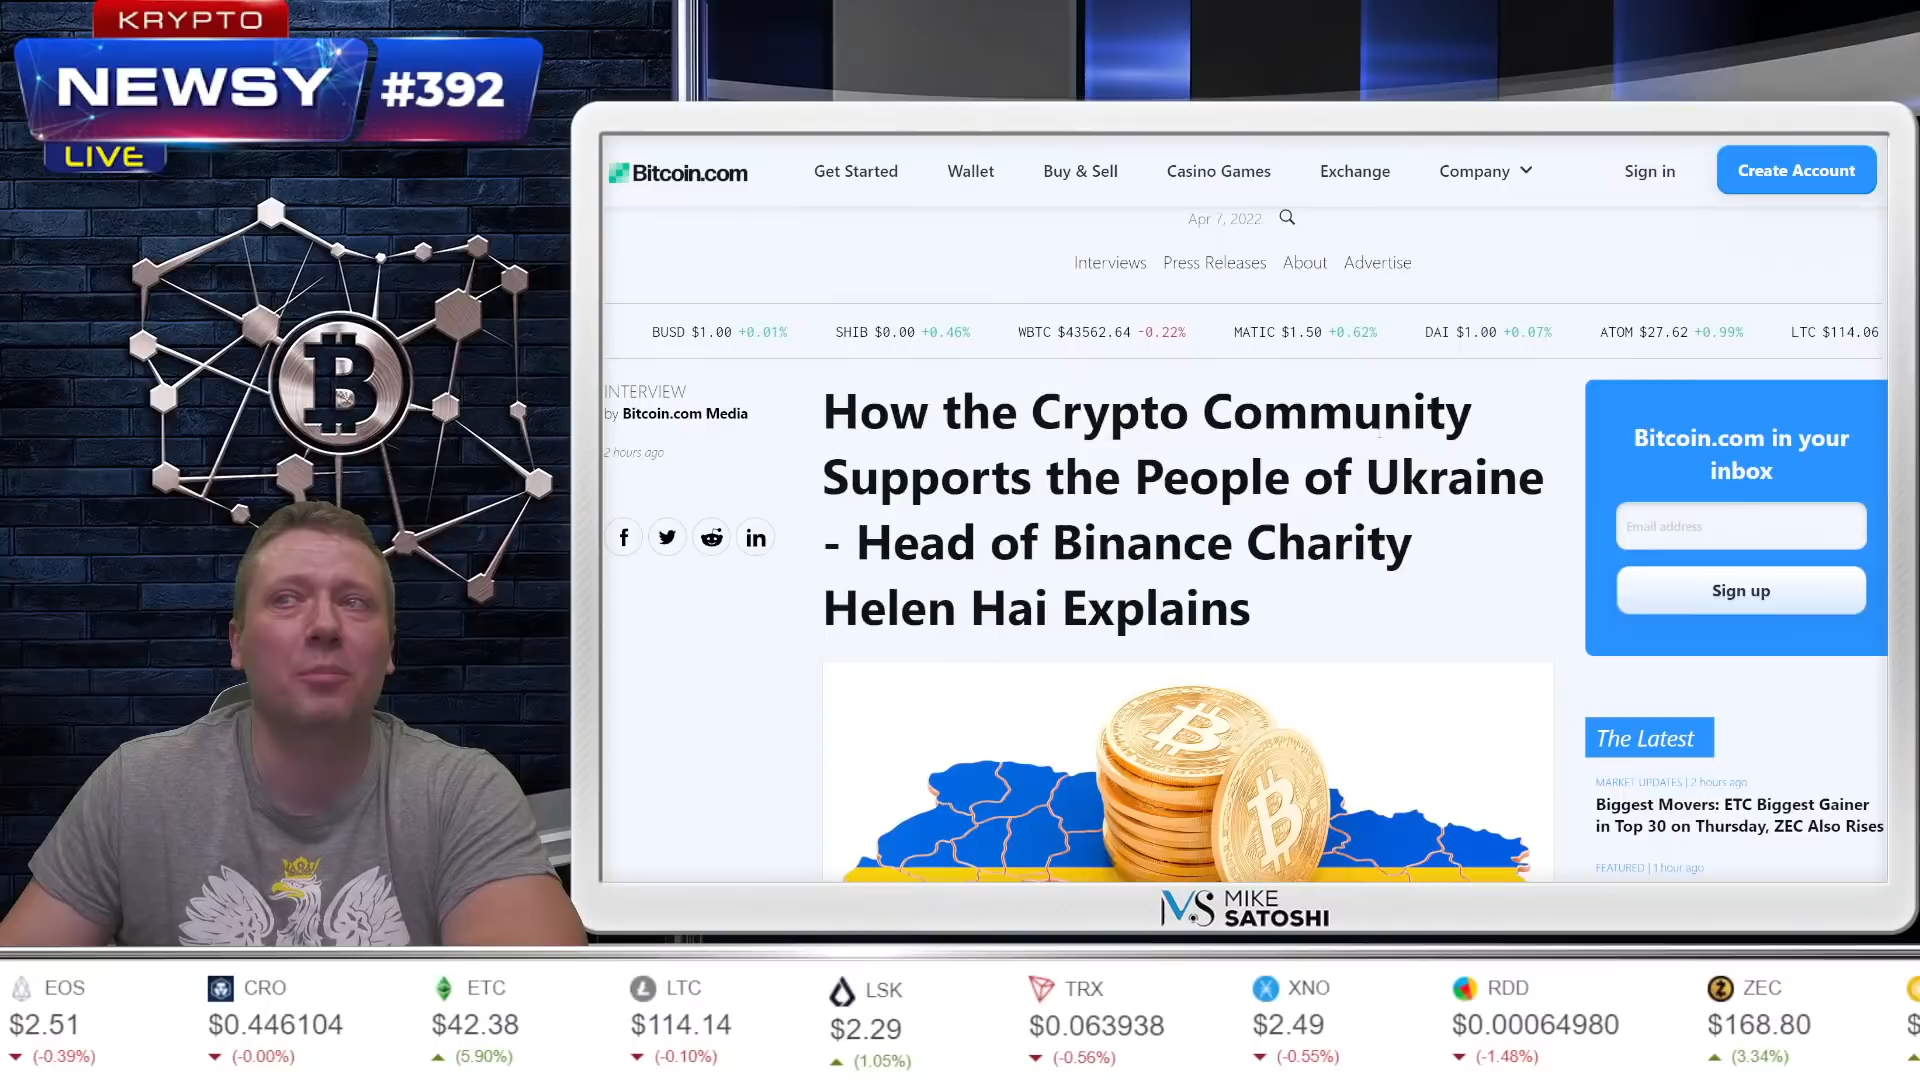 KRYPTO
NEWSY #392
LIVE
Bitcoin.com Get Started Wallet Buy & Sell Casino Games Exchange Company Sign in Create Account
Apr 7, 2022
Interviews Press Releases About Advertise
BUSD $1.00 +0.01% SHIB $0.00 +0.46% WBTC $43562.64 -0.22% MATIC $1.50 +0.62% DAI $1.00 +0.07% ATOM $27.62 +0.99% LTC $114.06
INTERVIEW
by Bitcoin.com Media
2 hours ago
How the Crypto Community
Supports the People of Ukraine
- Head of Binance Charity
Helen Hai Explains
Bitcoin.com in your
inbox
Email address
Sign up
The Latest
MARKET UPDATES | 2 hours ago
Biggest Movers: ETC Biggest Gainer
in Top 30 on Thursday, ZEC Also Rises
FEATURED | 1 hour ago
MS MIKE
SATOSHI
EOS CRO ETC LTC LSK TRX XNO RDD ZEC
$2.51 $0.446104 $42.38 $114.14 $2.29 $0.063938 $2.49 $0.00064980 $168.80 $
(-0.39%) (-0.00%) (5.90%) (-0.10%) (1.05%) (-0.56%) (-0.55%) (-1.48%) (3.34%)